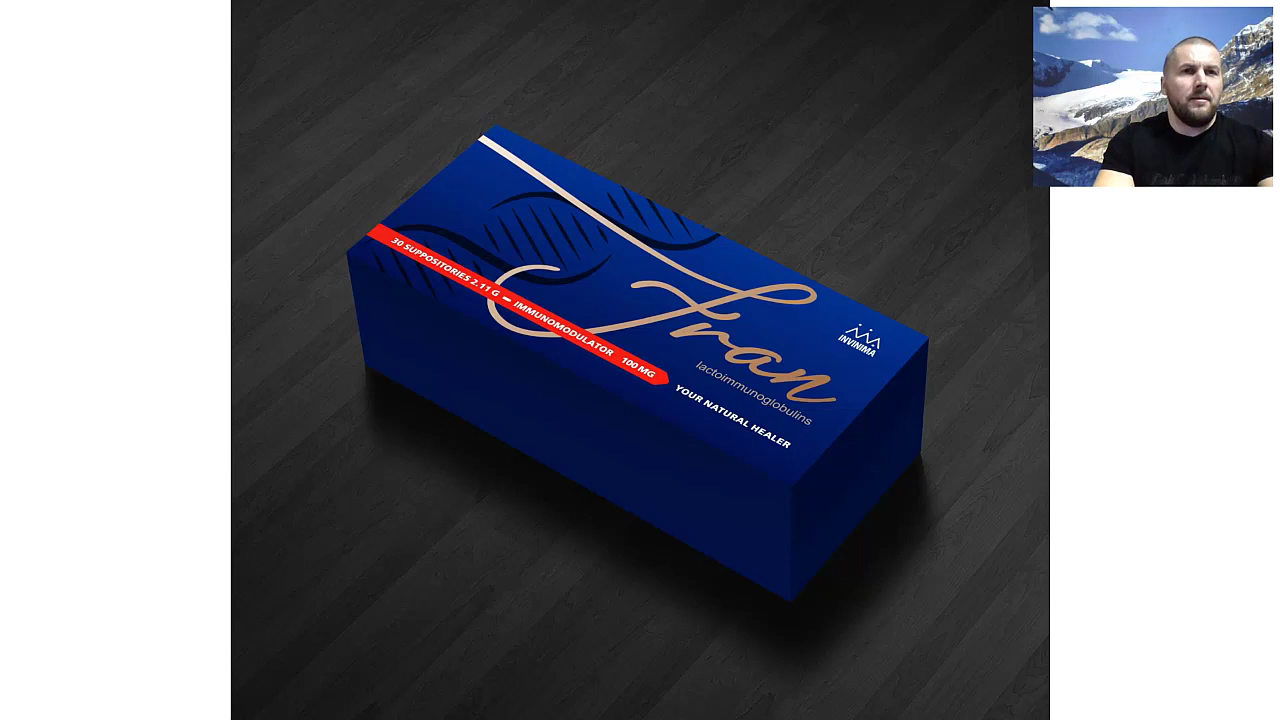 30 SUPPOSITORIES 2.11 G – IMMUNOMODULATOR 100 MG
Fran
lactoimmunoglobulins
YOUR NATURAL HEALER
INVINIMA